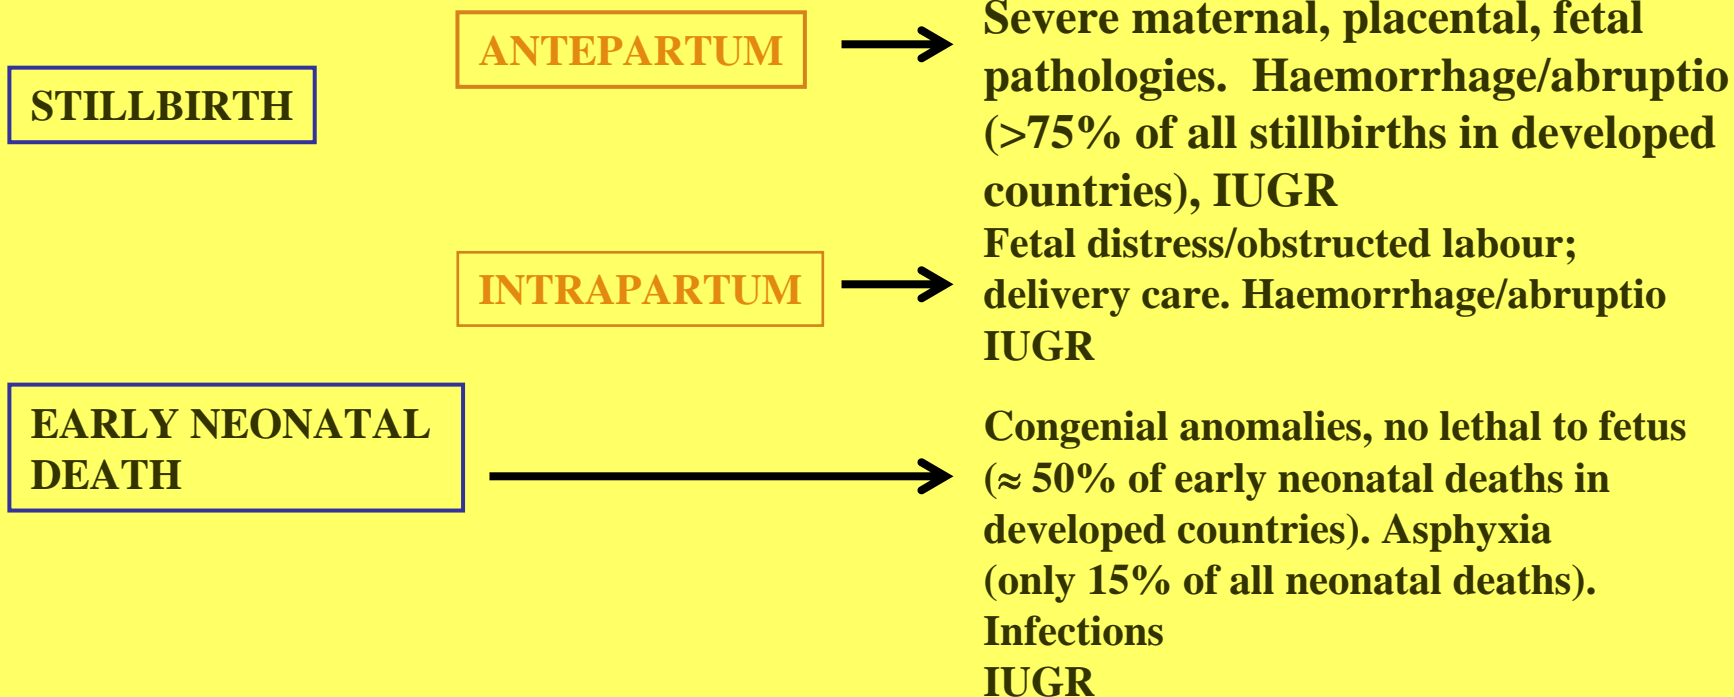 STILLBIRTH
ANTEPARTUM
Severe maternal, placental, fetal
pathologies. Haemorrhage/abruptio
(>75% of all stillbirths in developed
countries), IUGR
INTRAPARTUM
Fetal distress/obstructed labour;
delivery care. Haemorrhage/abruptio
IUGR
EARLY NEONATAL
DEATH
Congenial anomalies, no lethal to fetus
(≈ 50% of early neonatal deaths in
developed countries). Asphyxia
(only 15% of all neonatal deaths).
Infections
IUGR